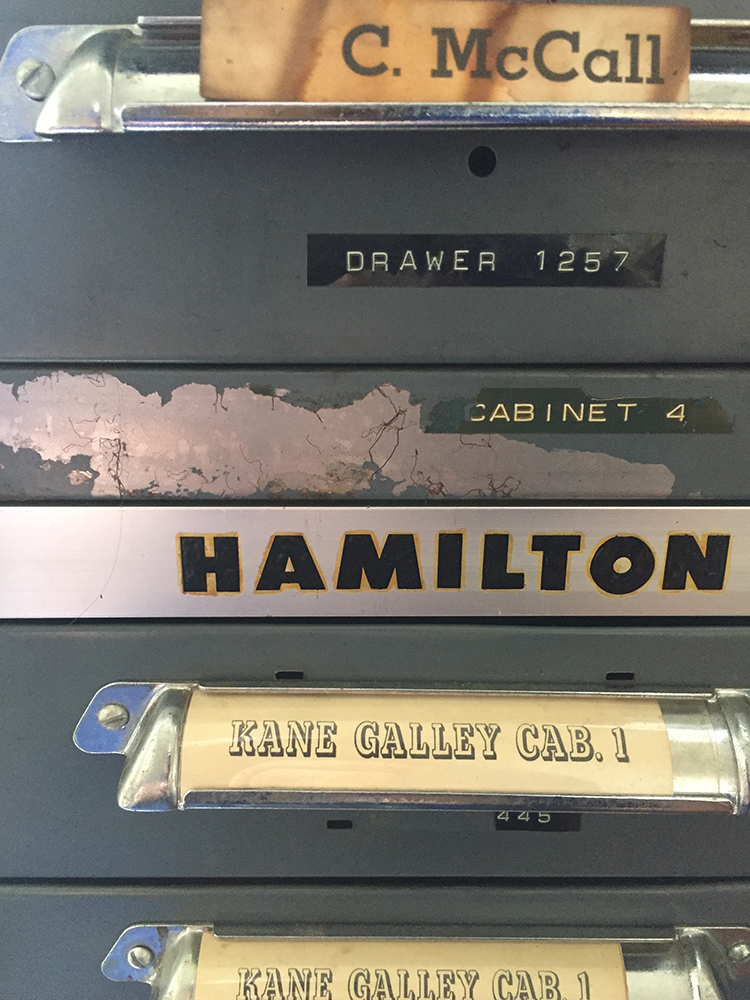 C. McCall
DRAWER 1257
CABINET 4
HAMILTON
KANE GALLEY CAB. 1
445
KANE GALLEY CAB. 1